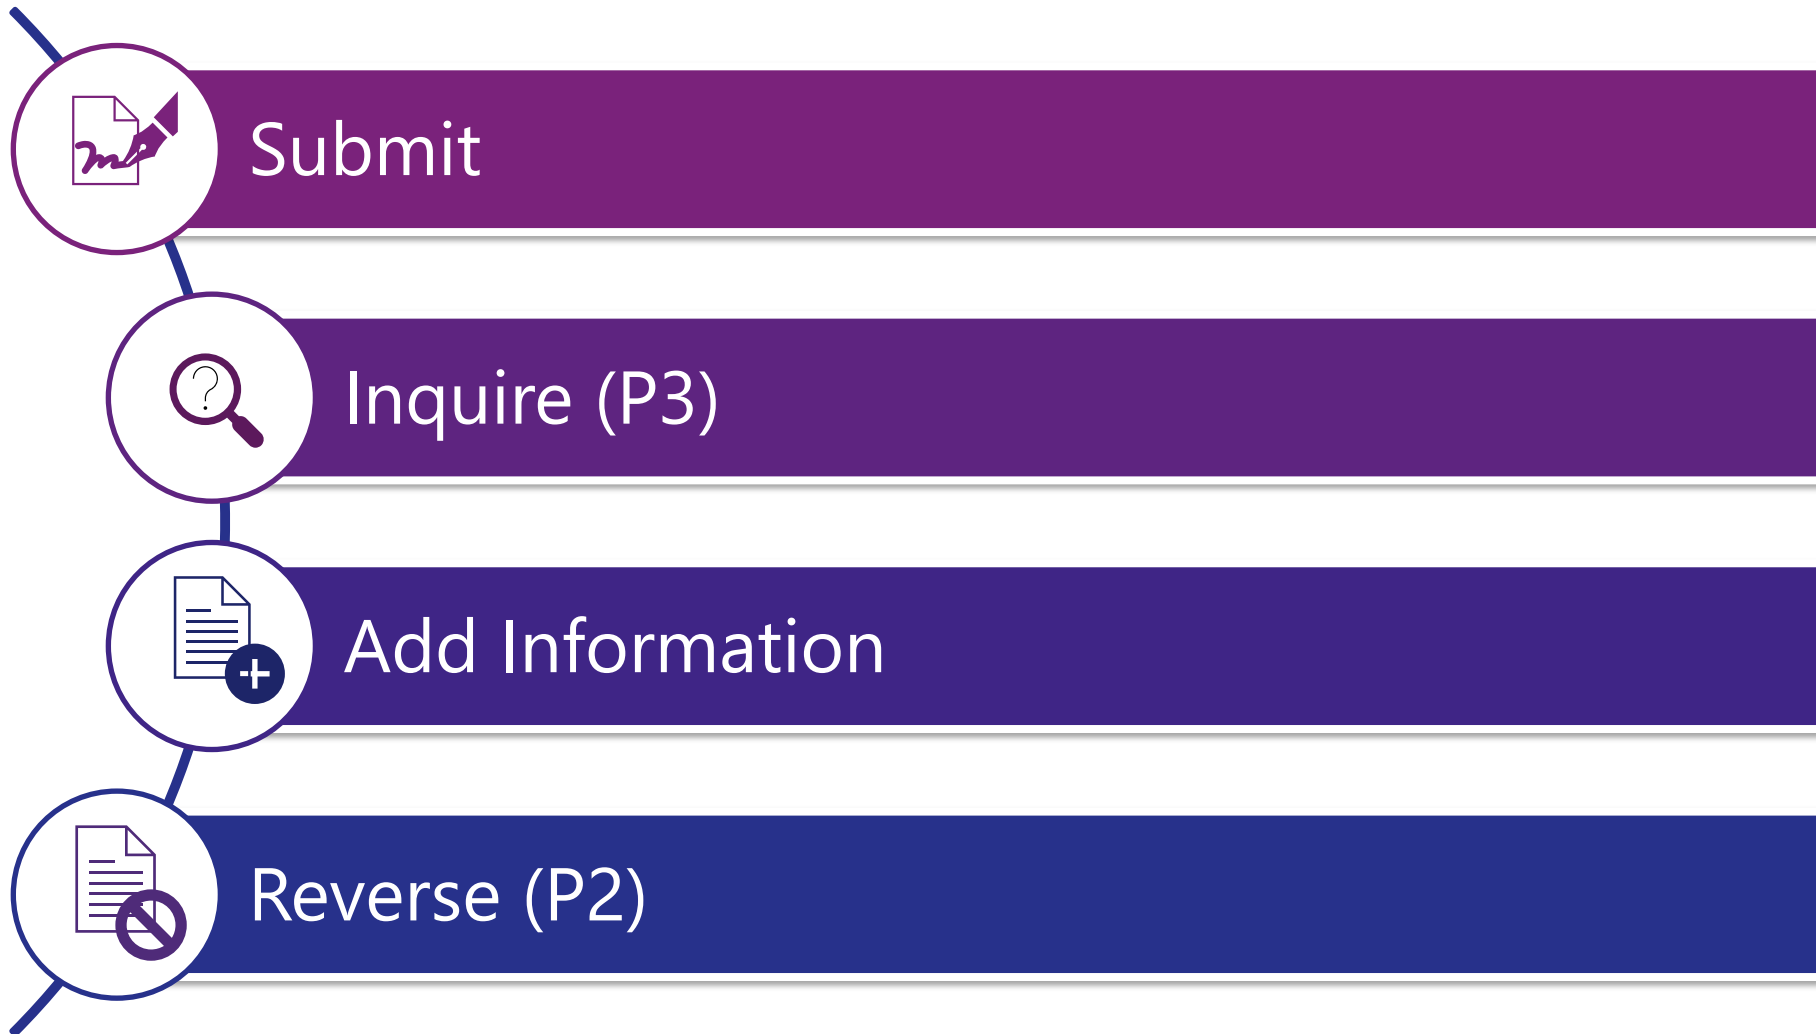 Submit
Inquire (P3)
Add Information
Reverse (P2)